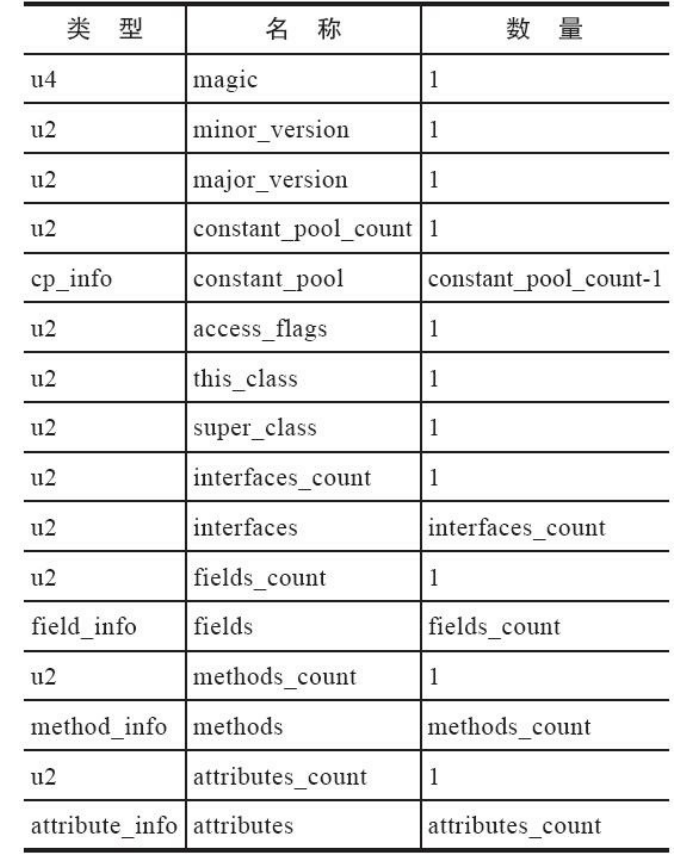 类 型 名 称 数 量
u4 magic 1
u2 minor_version 1
u2 major_version 1
u2 constant_pool_count 1
cp_info constant_pool constant_pool_count-1
u2 access_flags 1
u2 this_class 1
u2 super_class 1
u2 interfaces_count 1
u2 interfaces interfaces_count
u2 fields_count 1
field_info fields fields_count
u2 methods_count 1
method_info methods methods_count
u2 attributes_count 1
attribute_info attributes attributes_count